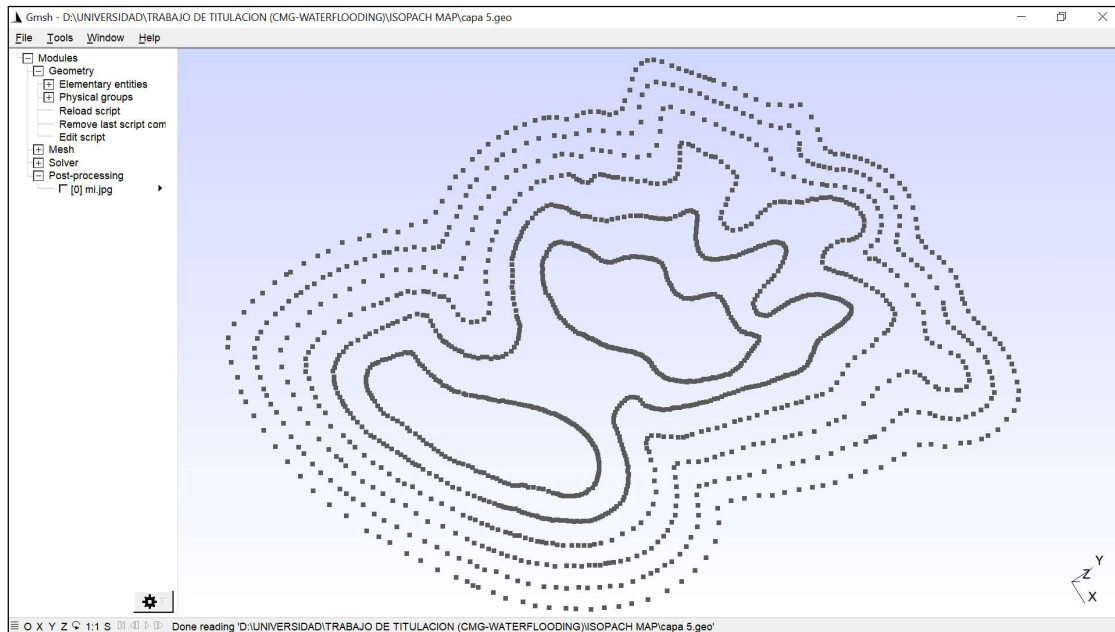 Gmsh - D:\UNIVERSIDAD\TRABAJO DE TITULACION (CMG-WATERFLOODING)\ISOPACH MAP\capa 5.geo
File Tools Window Help
Modules
Geometry
Elementary entities
Physical groups
Reload script
Remove last script com
Edit script
Mesh
Solver
Post-processing
[0] mi.jpg
Y
Z
X
O X Y Z 1:1 S Done reading 'D:\UNIVERSIDAD\TRABAJO DE TITULACION (CMG-WATERFLOODING)\ISOPACH MAP\capa 5.geo'